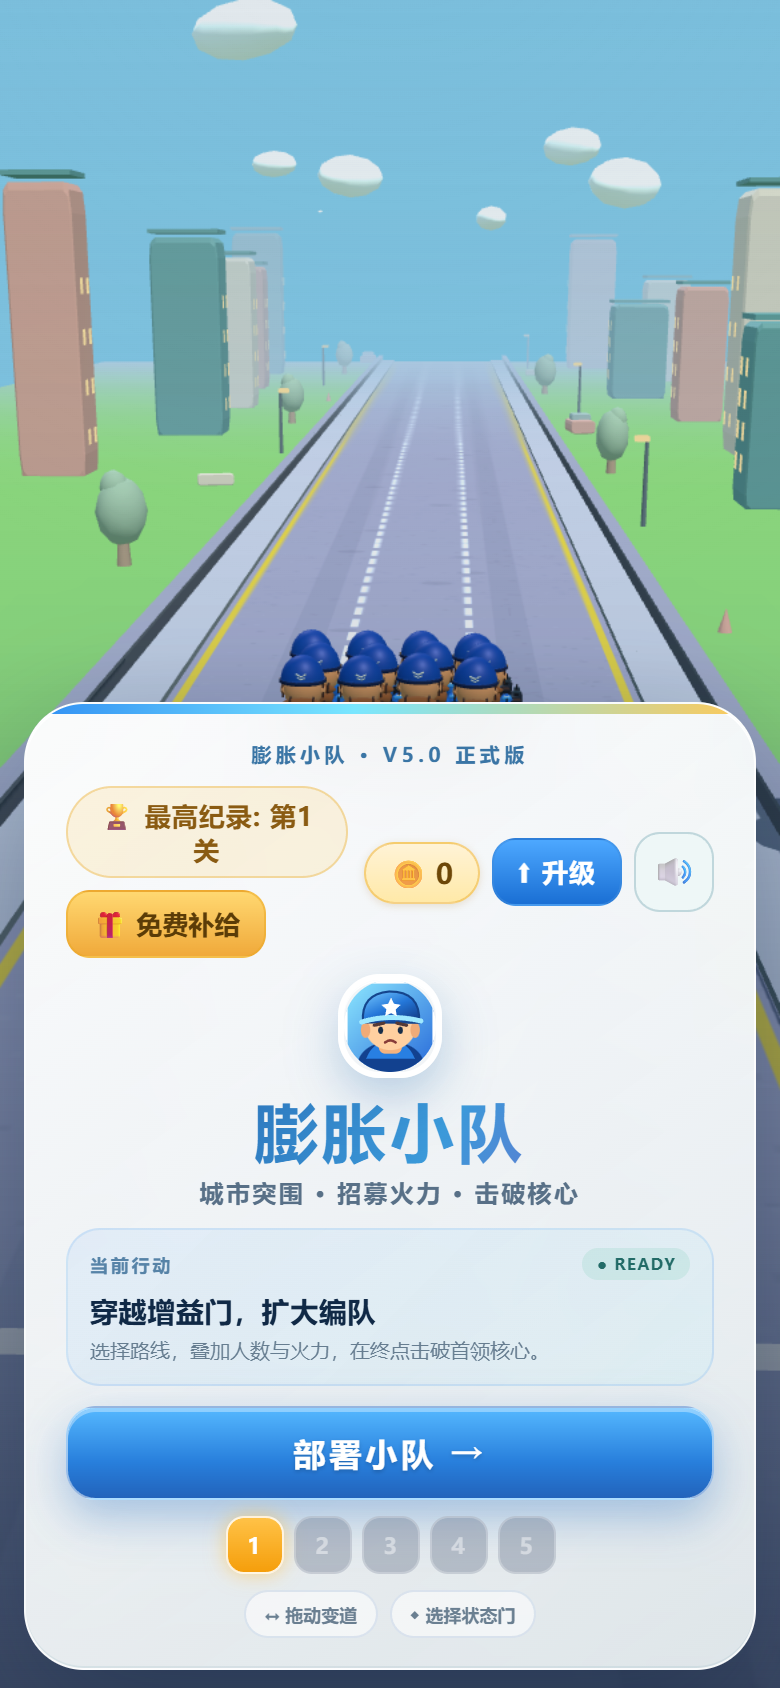 膨胀小队 • V5.0 正式版
🏆 最高纪录: 第1
关
0
⬆ 升级
免费补给
膨胀小队
城市突围 • 招募火力 • 击破核心
当前行动
● READY
穿越增益门，扩大编队
选择路线，叠加人数与火力，在终点击破首领核心。
部署小队 →
1 2 3 4 5
↔ 拖动变道
◆ 选择状态门